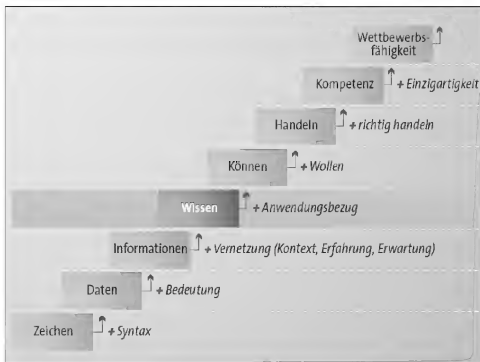 Wettbewerbs-
fähigkeit
Kompetenz + Einzigartigkeit
Handeln + richtig handeln
Können + Wollen
Wissen + Anwendungsbezug
Informationen + Vernetzung (Kontext, Erfahrung, Erwartung)
Daten + Bedeutung
Zeichen + Syntax